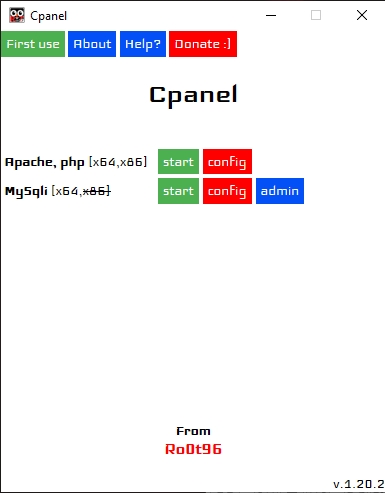 Cpanel
First use About Help? Donate :]
Cpanel
Apache, php [x64,x86] start config
MySqli [x64,x86] start config admin
From
Ro0t96
v.1.20.2